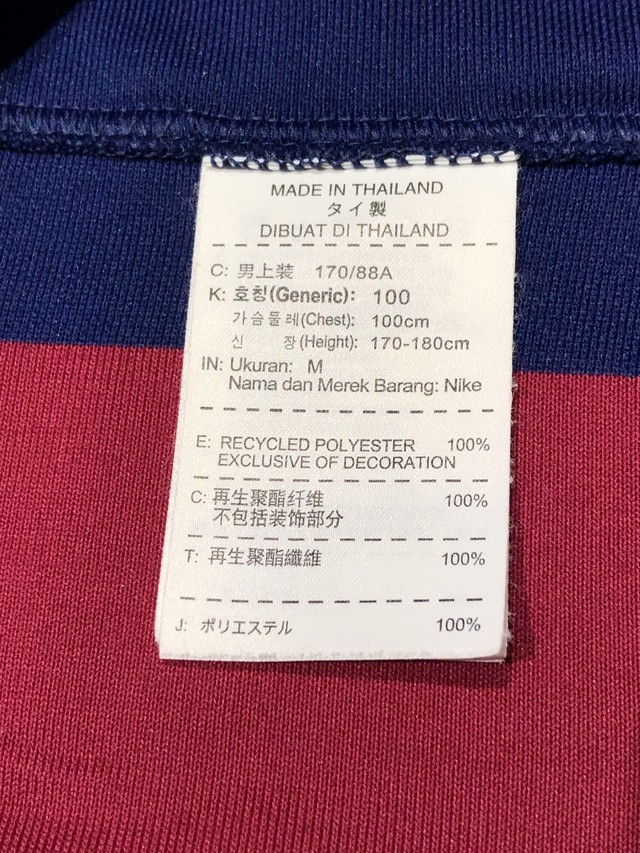 MADE IN THAILAND
タイ製
DIBUAT DI THAILAND
C: 男上装 170/88A
K: 호칭(Generic): 100
가슴둘레(Chest): 100cm
신 장(Height): 170-180cm
IN: Ukuran: M
Nama dan Merek Barang: Nike
E: RECYCLED POLYESTER 100%
EXCLUSIVE OF DECORATION
C: 再生聚酯纤维 100%
不包括装饰部分
T: 再生聚酯纖維 100%
J: ポリエステル 100%